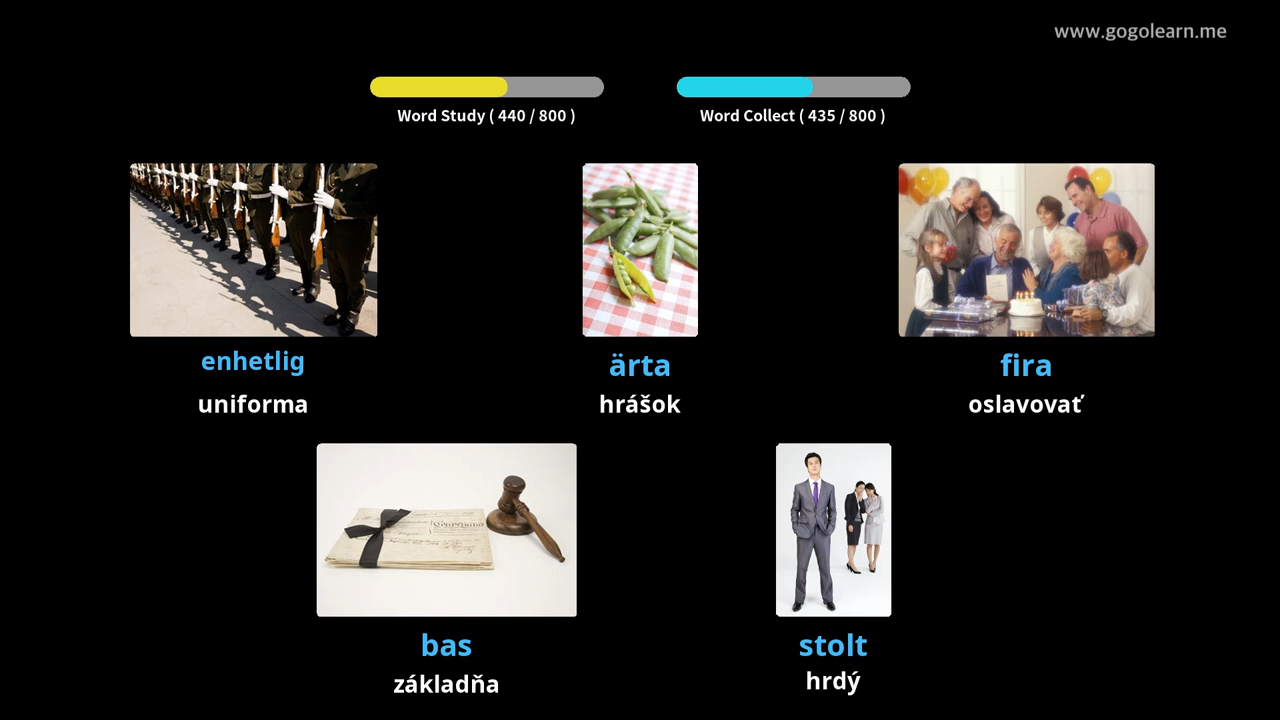 www.gogolearn.me
Word Study ( 440 / 800 )
Word Collect ( 435 / 800 )
enhetlig
ärta
fira
uniforma
hrášok
oslavovať
bas
stolt
základňa
hrdý